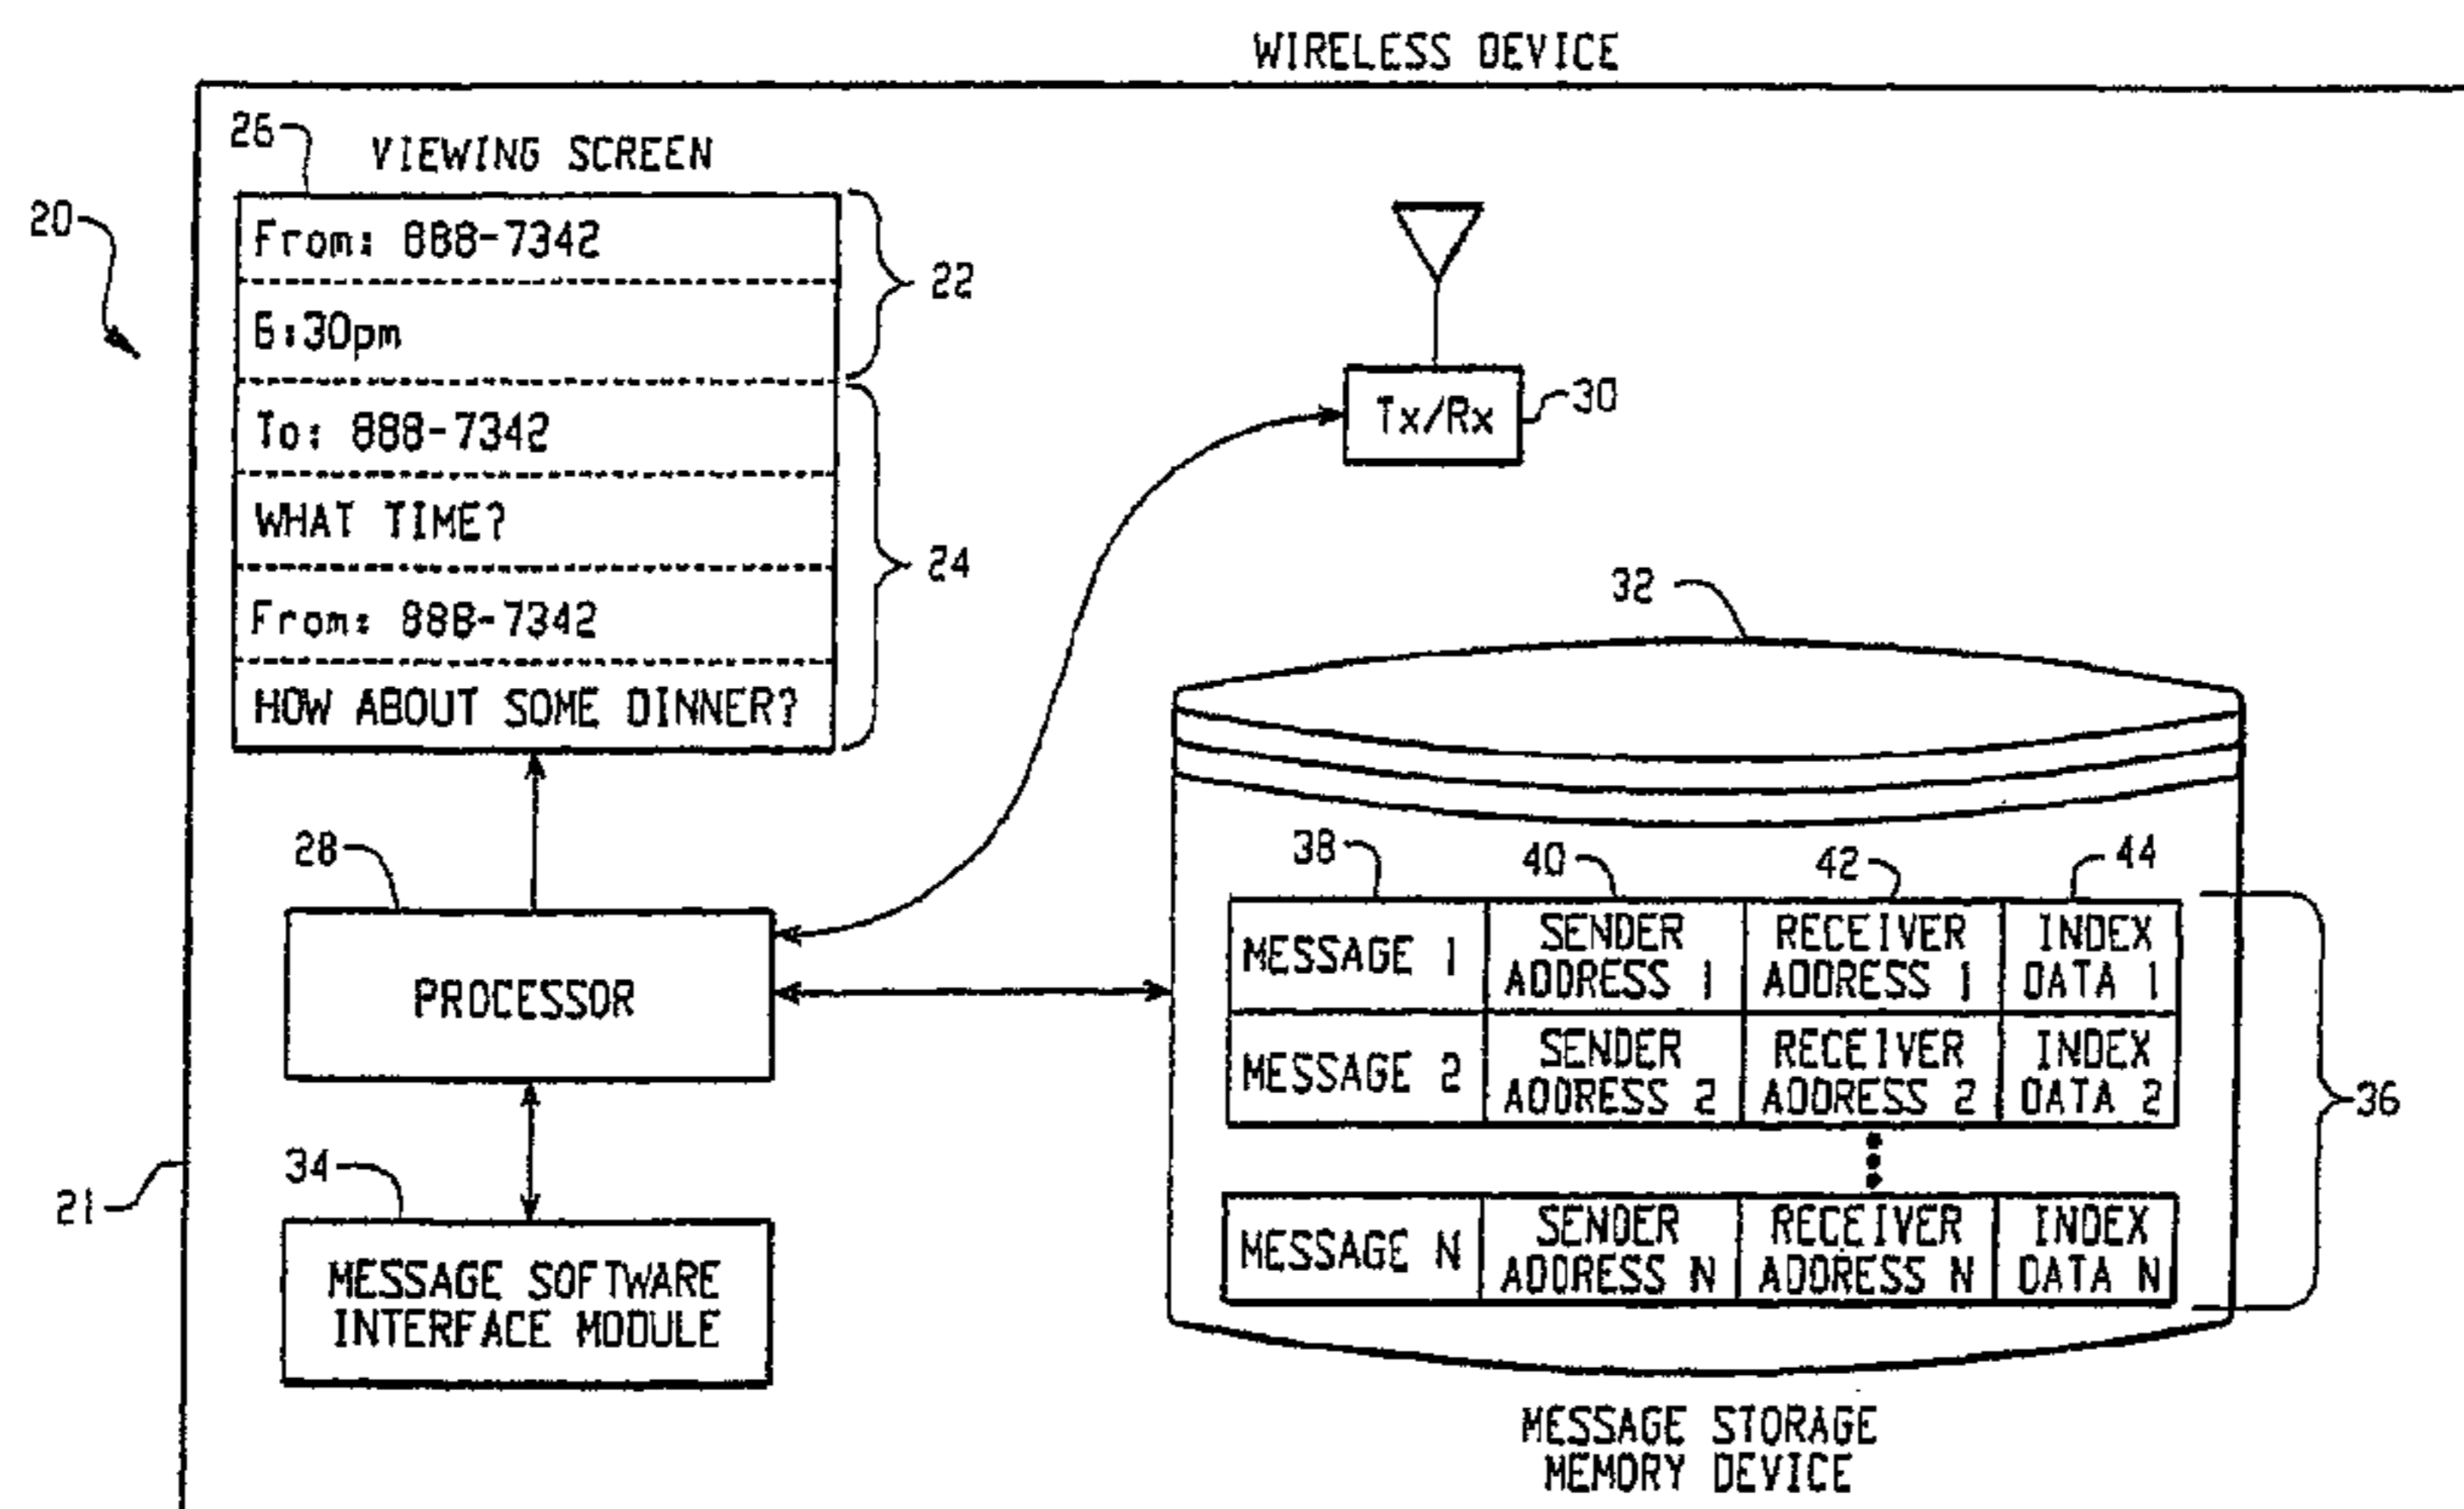 WIRELESS DEVICE
26
VIEWING SCREEN
20
From: 888-7342
6:30pm
22
To: 888-7342
WHAT TIME?
From: 888-7342
HOW ABOUT SOME DINNER?
24
Tx/Rx
30
32
28
PROCESSOR
38
40
42
44
MESSAGE 1
SENDER ADDRESS 1
RECEIVER ADDRESS 1
INDEX DATA 1
MESSAGE 2
SENDER ADDRESS 2
RECEIVER ADDRESS 2
INDEX DATA 2
36
MESSAGE N
SENDER ADDRESS N
RECEIVER ADDRESS N
INDEX DATA N
34
21
MESSAGE SOFTWARE
INTERFACE MODULE
MESSAGE STORAGE
MEMORY DEVICE